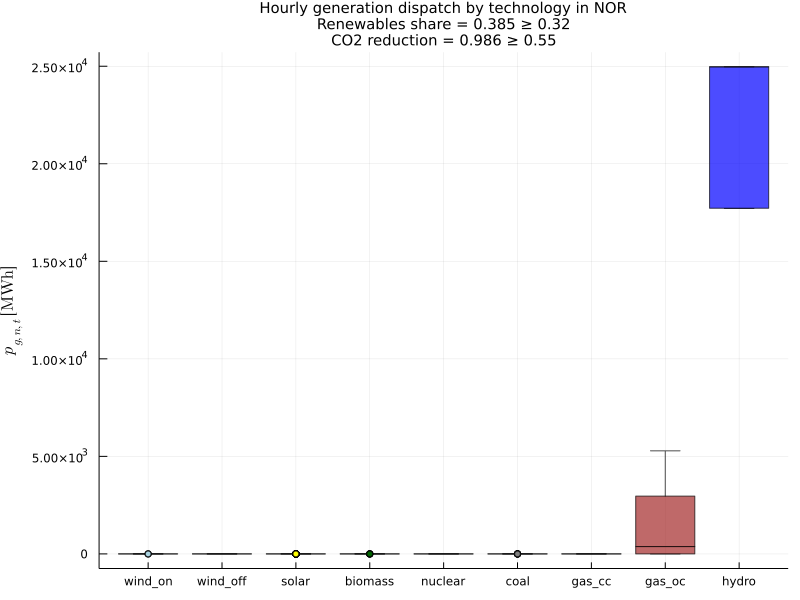 Hourly generation dispatch by technology in NOR
Renewables share = 0.385 ≥ 0.32
CO2 reduction = 0.986 ≥ 0.55
2.50×10⁴
2.00×10⁴
1.50×10⁴
1.00×10⁴
5.00×10³
0
p_{g,n,t} [MWh]
wind_on wind_off solar biomass nuclear coal gas_cc gas_oc hydro